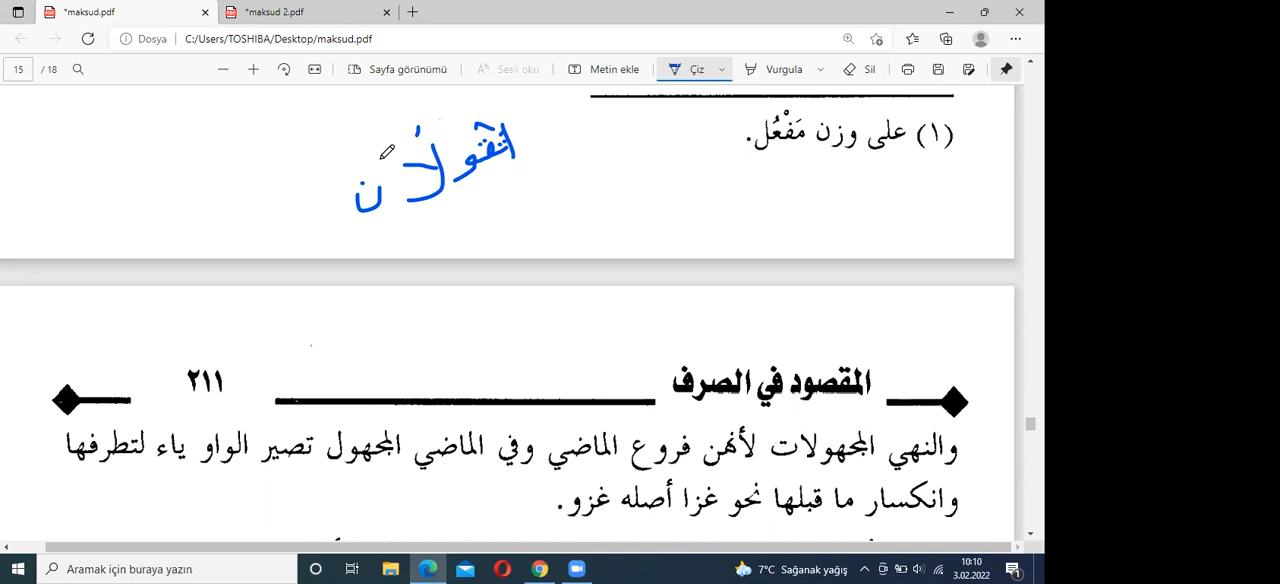 *maksud.pdf
*maksud 2.pdf
Dosya
C:/Users/TOSHIBA/Desktop/maksud.pdf
15 / 18
Sayfa görünümü
Sesli oku
Metin ekle
Çiz
Vurgula
Sil
(١) على وزن مَفْعُل.
المقصود في الصرف
٢١١
والنهي المجهولات لأنهن فروع الماضي وفي الماضي المجهول تصير الواو ياء لتطرفها
وانكسار ما قبلها نحو غزا أصله غزو.
Aramak için buraya yazın
7°C Sağanak yağış
10:10
3.02.2022